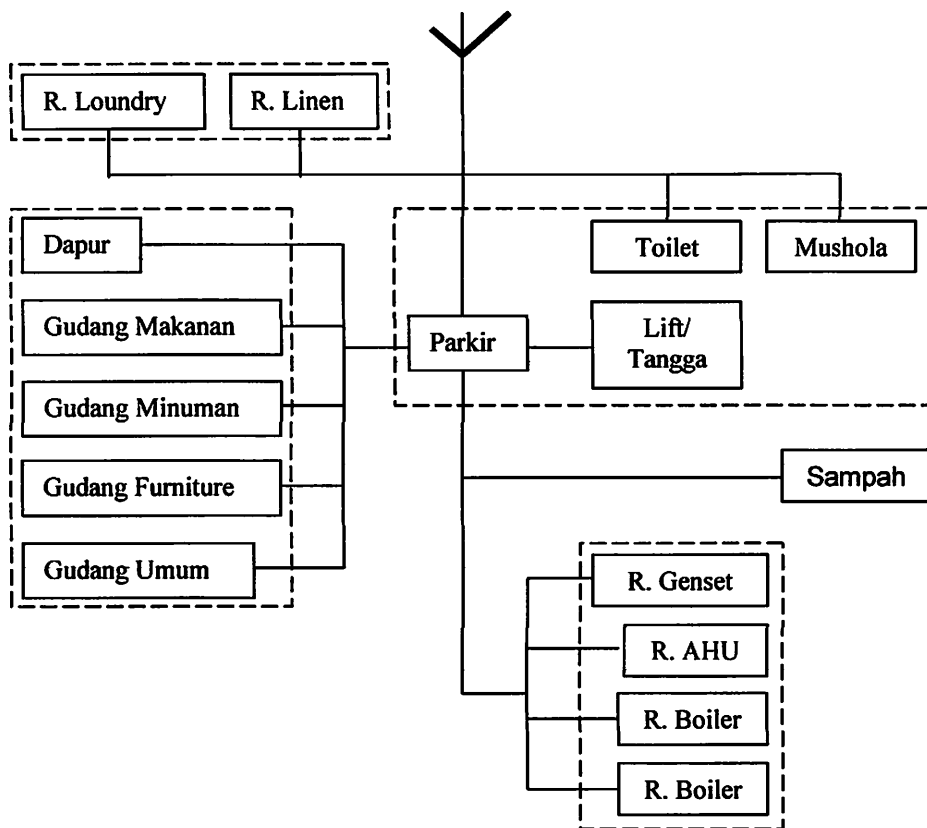 R. Loundry
R. Linen
Dapur
Toilet
Mushola
Gudang Makanan
Parkir
Lift/
Tangga
Gudang Minuman
Gudang Furniture
Sampah
Gudang Umum
R. Genset
R. AHU
R. Boiler
R. Boiler